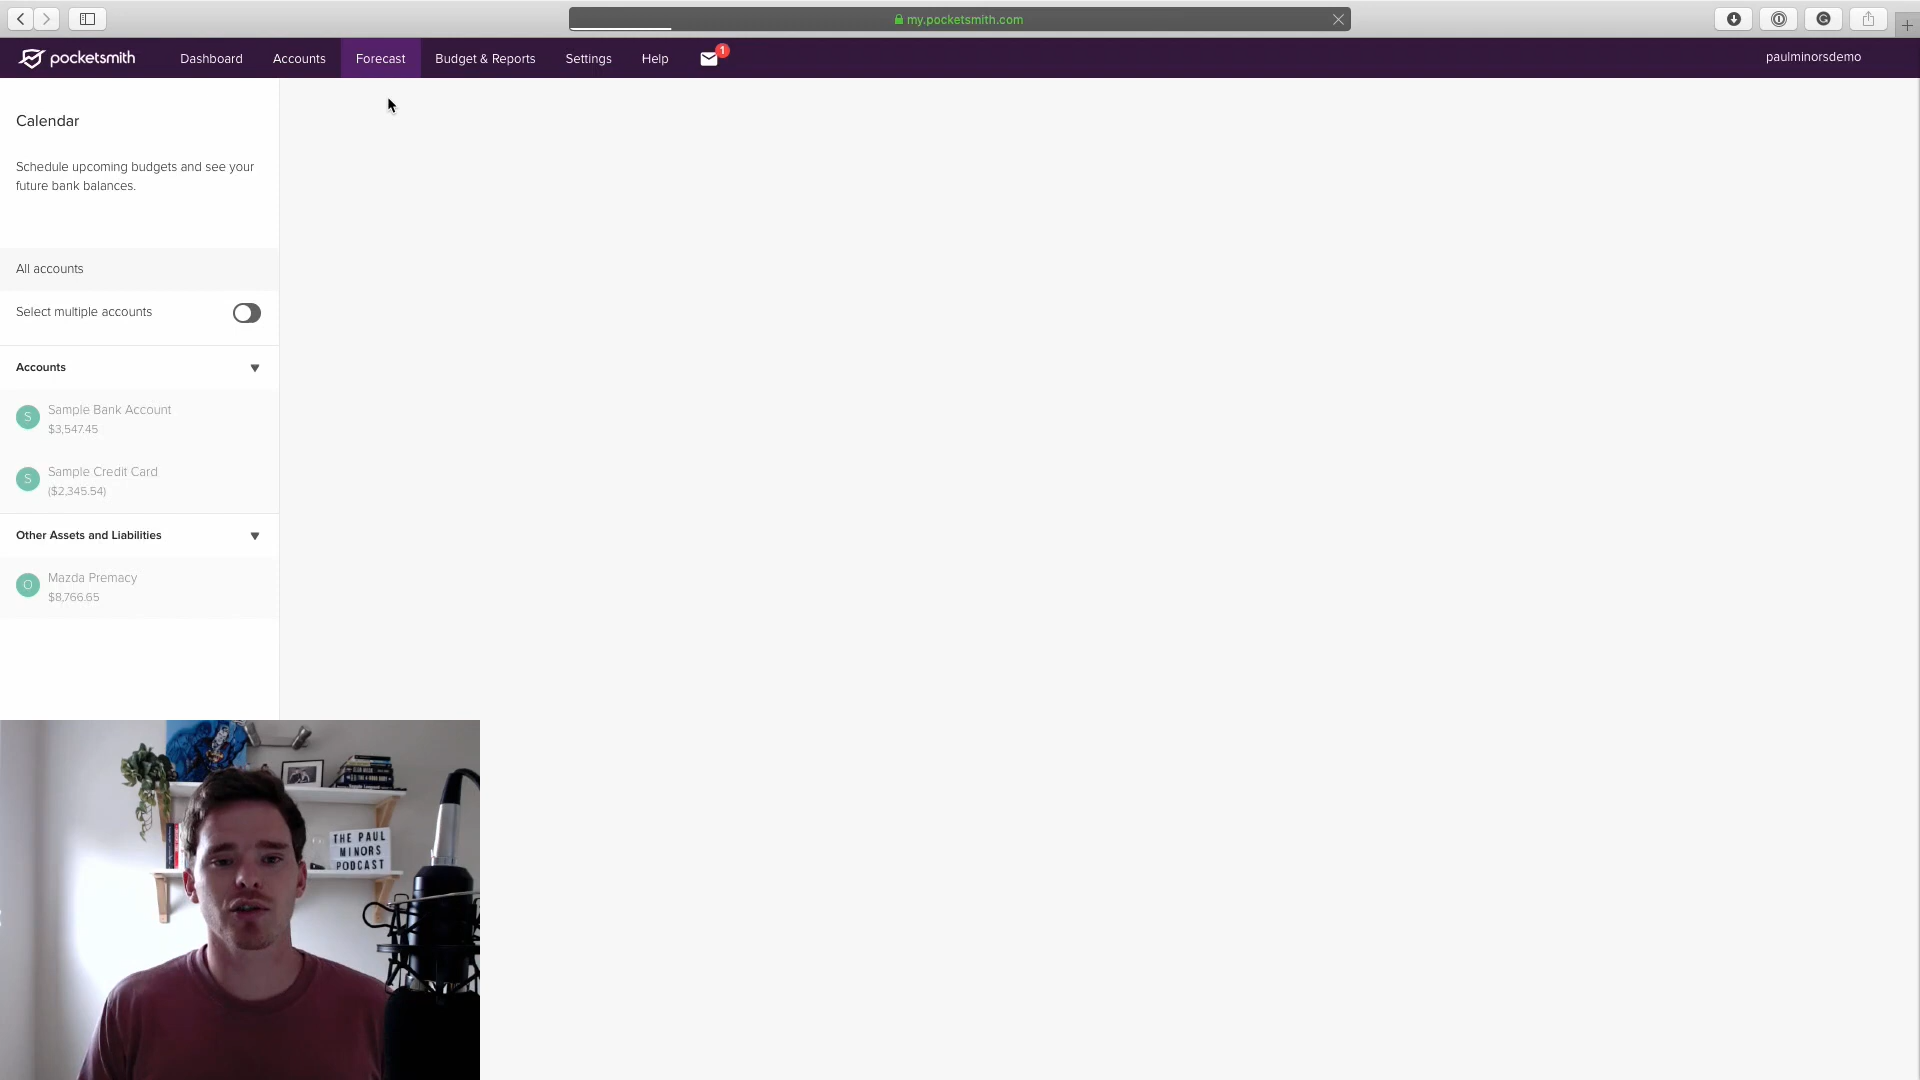 my.pocketsmith.com
pocketsmith
Dashboard
Accounts
Forecast
Budget & Reports
Settings
Help
1
paulminorsdemo
Calendar
Schedule upcoming budgets and see your
future bank balances.
All accounts
Select multiple accounts
Accounts
S
Sample Bank Account
$3,547.45
S
Sample Credit Card
($2,345.54)
Other Assets and Liabilities
O
Mazda Premacy
$8,766.65
THE PAUL
MINORS
PODCAST